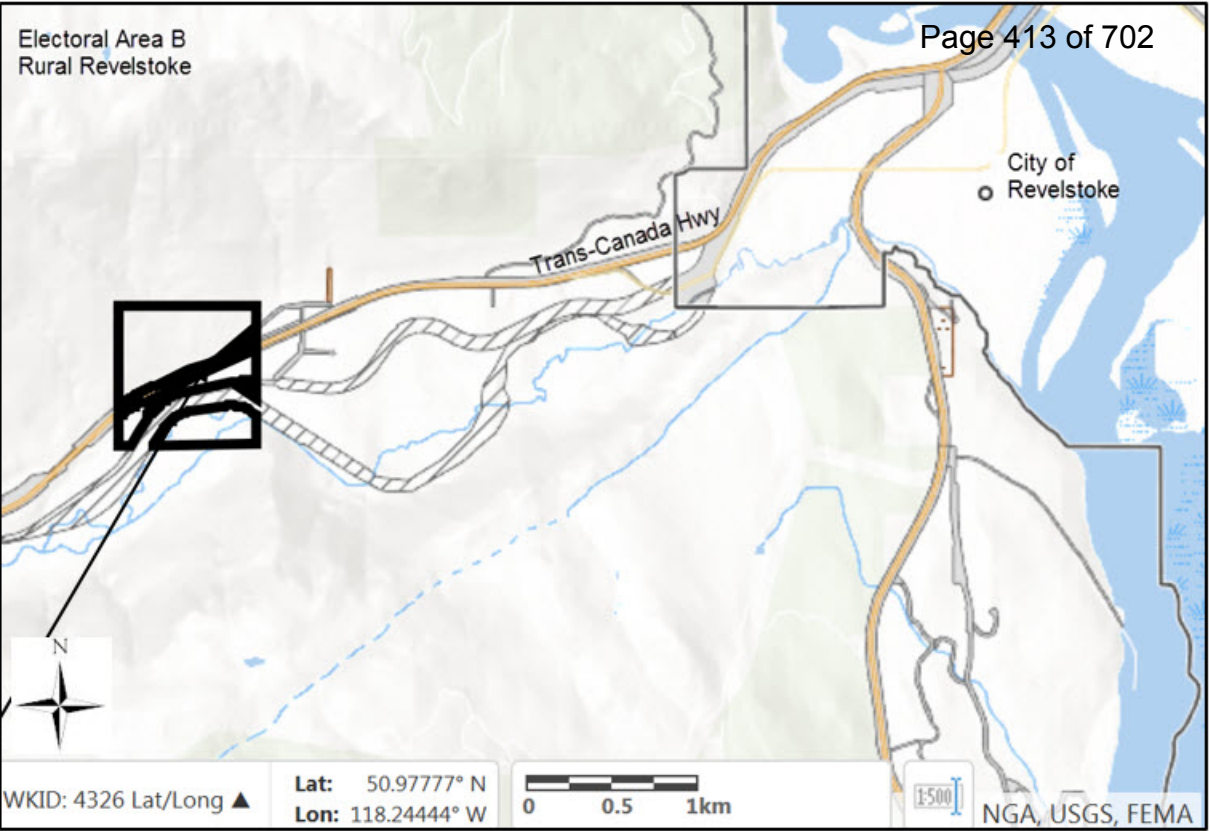 Electoral Area B
Rural Revelstoke
Page 413 of 702
City of
Revelstoke
Trans-Canada Hwy
N
WKID: 4326 Lat/Long ▲
Lat: 50.97777° N
Lon: 118.24444° W
0 0.5 1km
1:500
NGA, USGS, FEMA